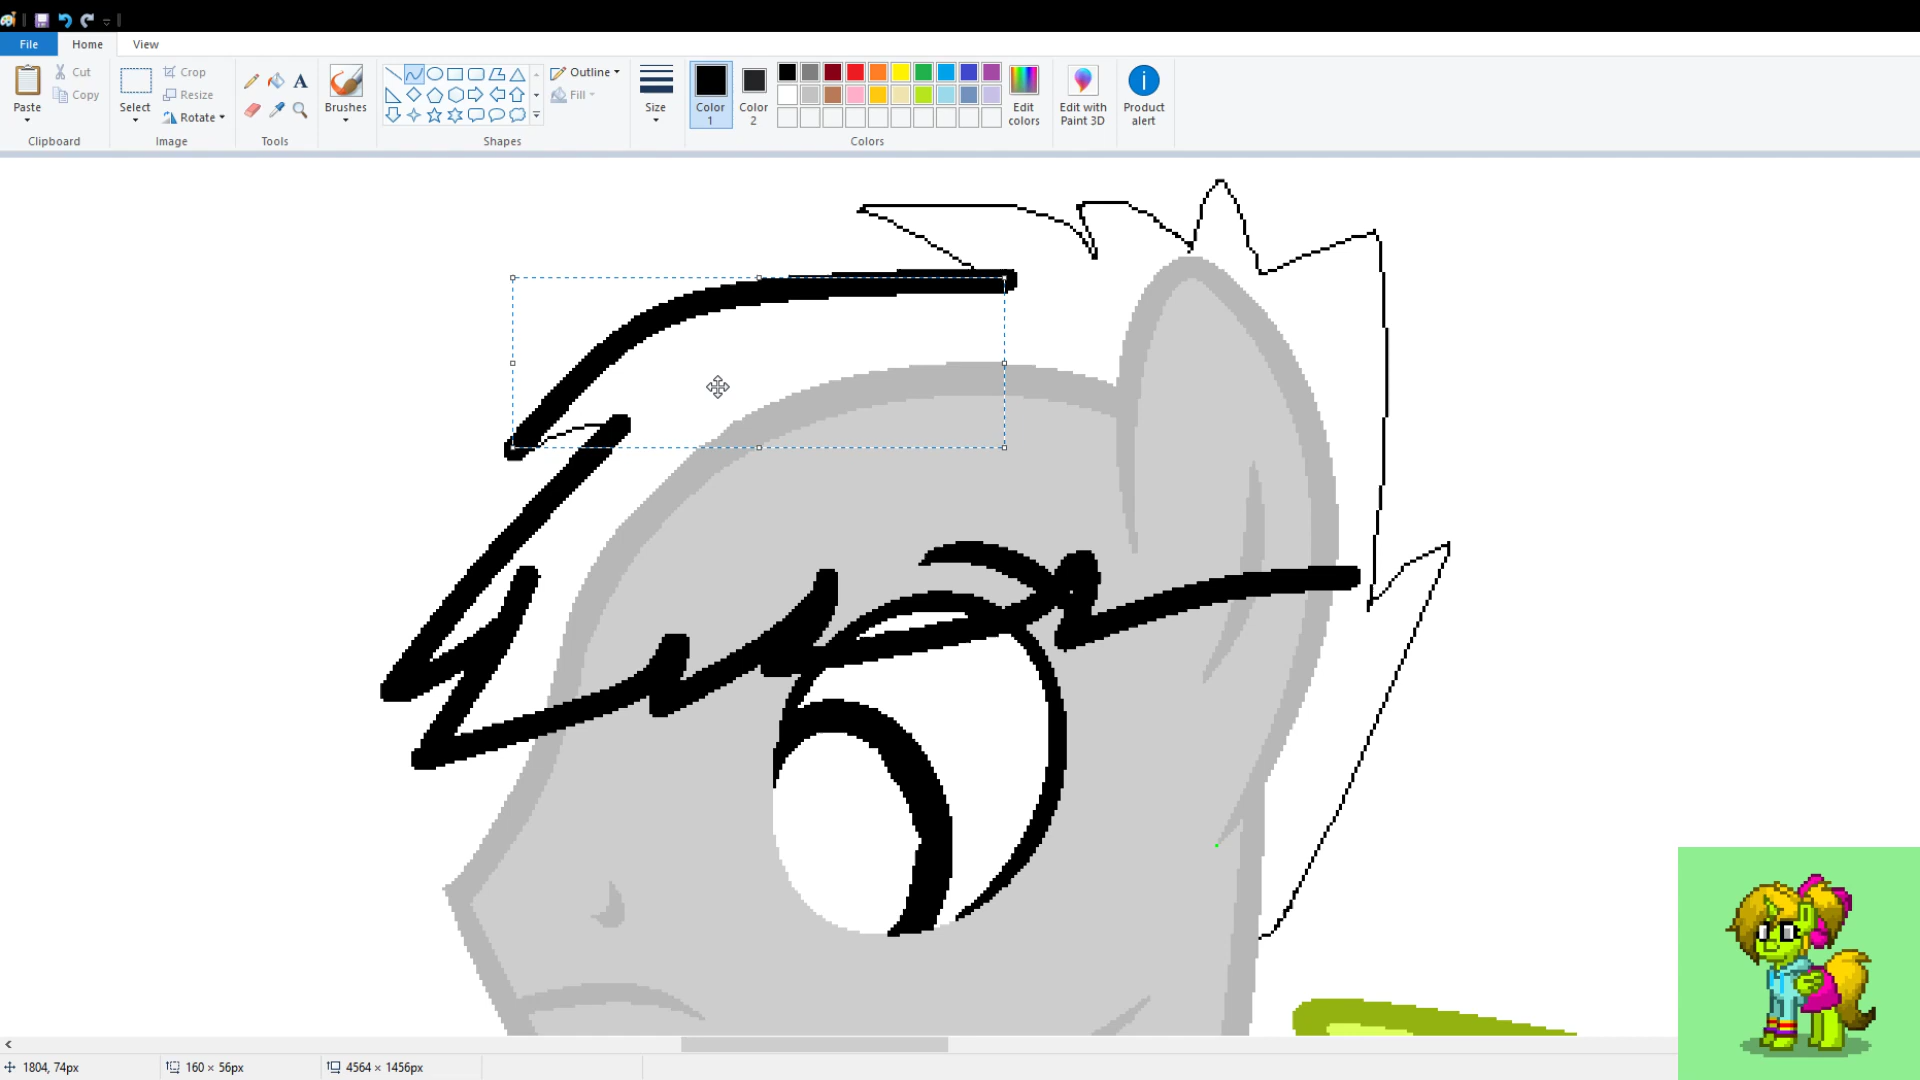 File Home View
Paste
Cut
Copy
Clipboard
Select
Crop
Resize
Rotate
Image
A
Tools
Brushes
Shapes
Outline
Fill
Size
Color 1
Color 2
Edit colors
Colors
Edit with Paint 3D
Product alert
1804, 74px
160 × 56px
4564 × 1456px